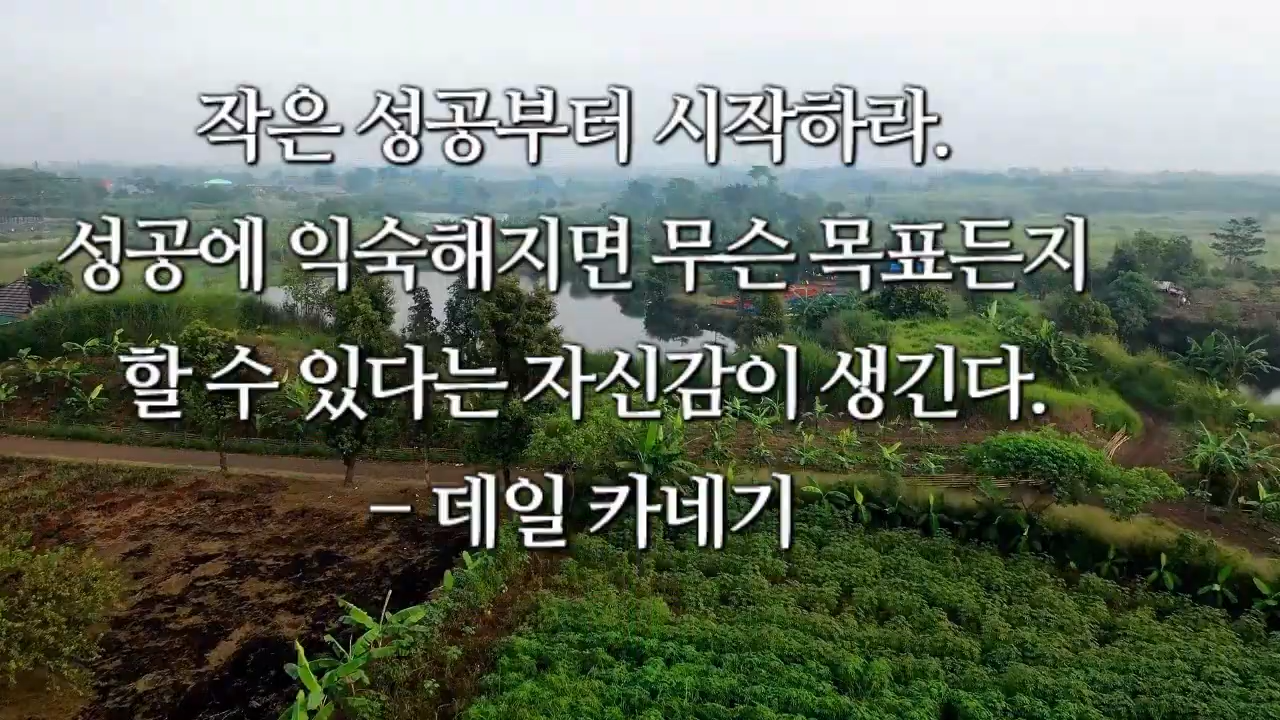 작은 성공부터 시작하라.
성공에 익숙해지면 무슨 목표든지
할 수 있다는 자신감이 생긴다.
- 데일 카네기